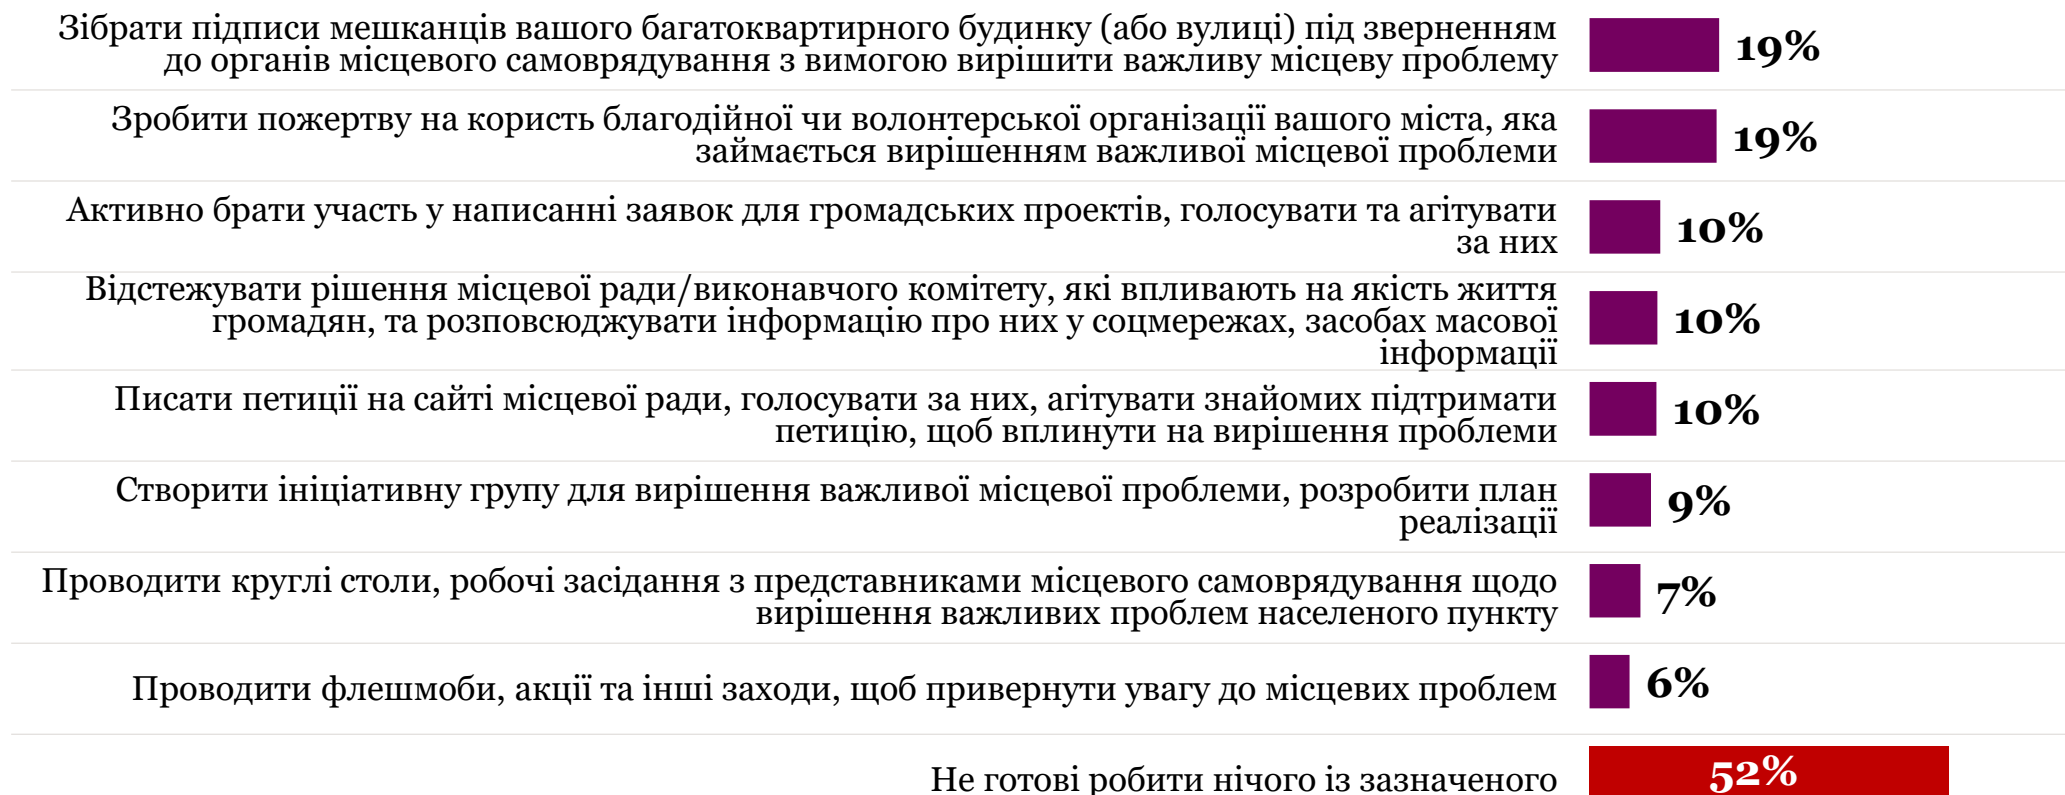 Зібрати підписи мешканців вашого багатоквартирного будинку (або вулиці) під зверненням
до органів місцевого самоврядування з вимогою вирішити важливу місцеву проблему
19%
Зробити пожертву на користь благодійної чи волонтерської організації вашого міста, яка
займається вирішенням важливої місцевої проблеми
19%
Активно брати участь у написанні заявок для громадських проектів, голосувати та агітувати
за них
10%
Відстежувати рішення місцевої ради/виконавчого комітету, які впливають на якість життя
громадян, та розповсюджувати інформацію про них у соцмережах, засобах масової
інформації
10%
Писати петиції на сайті місцевої ради, голосувати за них, агітувати знайомих підтримати
петицію, щоб вплинути на вирішення проблеми
10%
Створити ініціативну групу для вирішення важливої місцевої проблеми, розробити план
реалізації
9%
Проводити круглі столи, робочі засідання з представниками місцевого самоврядування щодо
вирішення важливих проблем населеного пункту
7%
Проводити флешмоби, акції та інші заходи, щоб привернути увагу до місцевих проблем
6%
Не готові робити нічого із зазначеного
52%